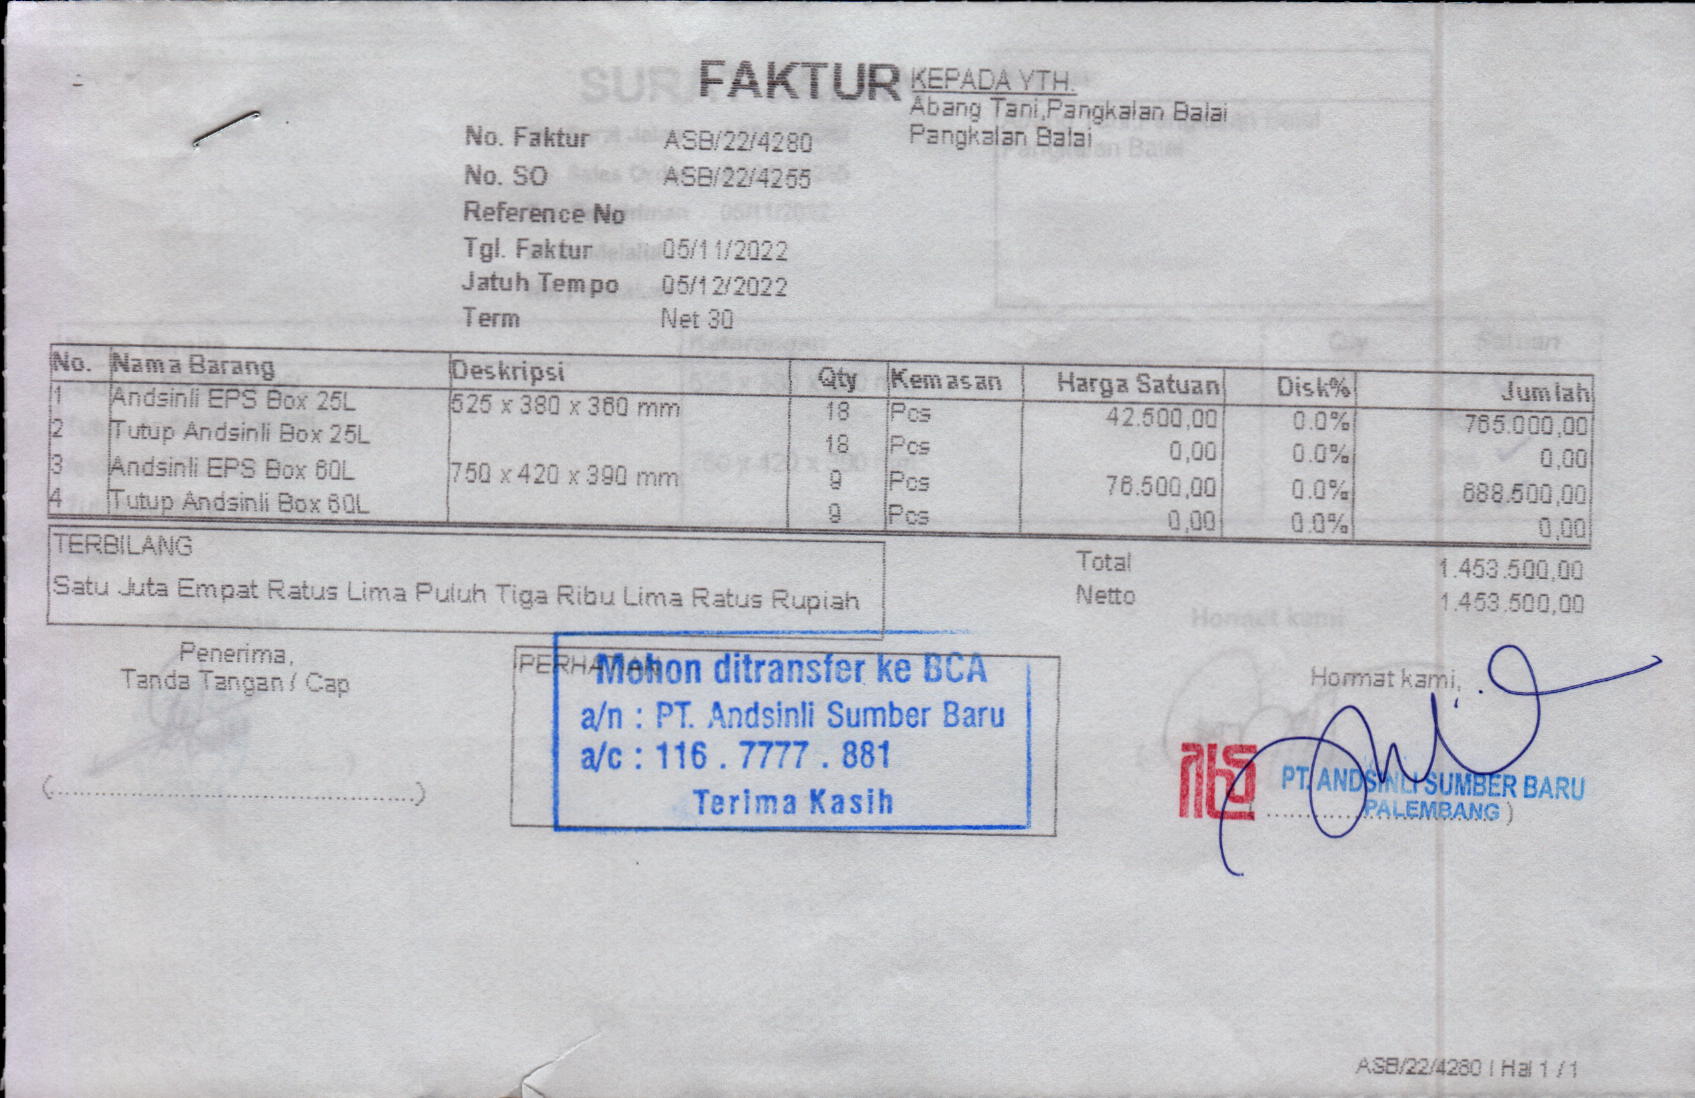 FAKTUR
KEPADA YTH.
Abang Tani,Pangkalan Balai
Pangkalan Balai
No. Faktur ASB/22/4280
No. SO ASB/22/4255
Reference No
Tgl. Faktur 05/11/2022
Jatuh Tempo 05/12/2022
Term Net 30
No. Nama Barang Deskripsi Qty Kemasan Harga Satuan Disk% Jumlah
1 Andsinli EPS Box 25L 525 x 380 x 360 mm 18 Pcs 42.500,00 0.0% 765.000,00
2 Tutup Andsinli Box 25L 18 Pcs 0,00 0.0% 0,00
3 Andsinli EPS Box 60L 750 x 420 x 390 mm 9 Pcs 76.500,00 0.0% 688.500,00
4 Tutup Andsinli Box 60L 9 Pcs 0,00 0.0% 0,00
TERBILANG
Satu Juta Empat Ratus Lima Puluh Tiga Ribu Lima Ratus Rupiah
Total 1.453.500,00
Netto 1.453.500,00
Penerima,
Tanda Tangan / Cap
(..........................................)
Mohon ditransfer ke BCA
a/n : PT. Andsinli Sumber Baru
a/c : 116 . 7777 . 881
Terima Kasih
Hormat kami,
PT. ANDSINLI SUMBER BARU
PALEMBANG
ASB/22/4280 | Hal 1 / 1